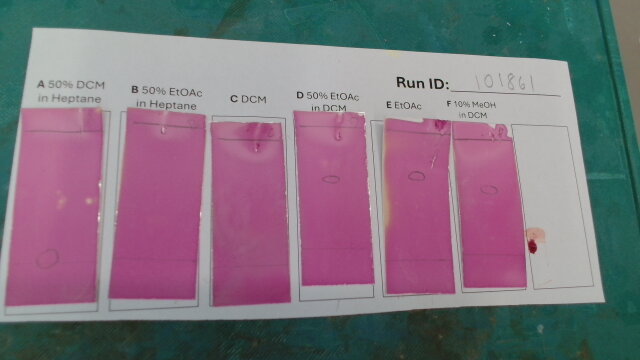 Run ID: 101861
A 50% DCM
in Heptane
B 50% EtOAc
in Heptane
C DCM
D 50% EtOAc
in DCM
E EtOAc
F 10% MeOH
in DCM